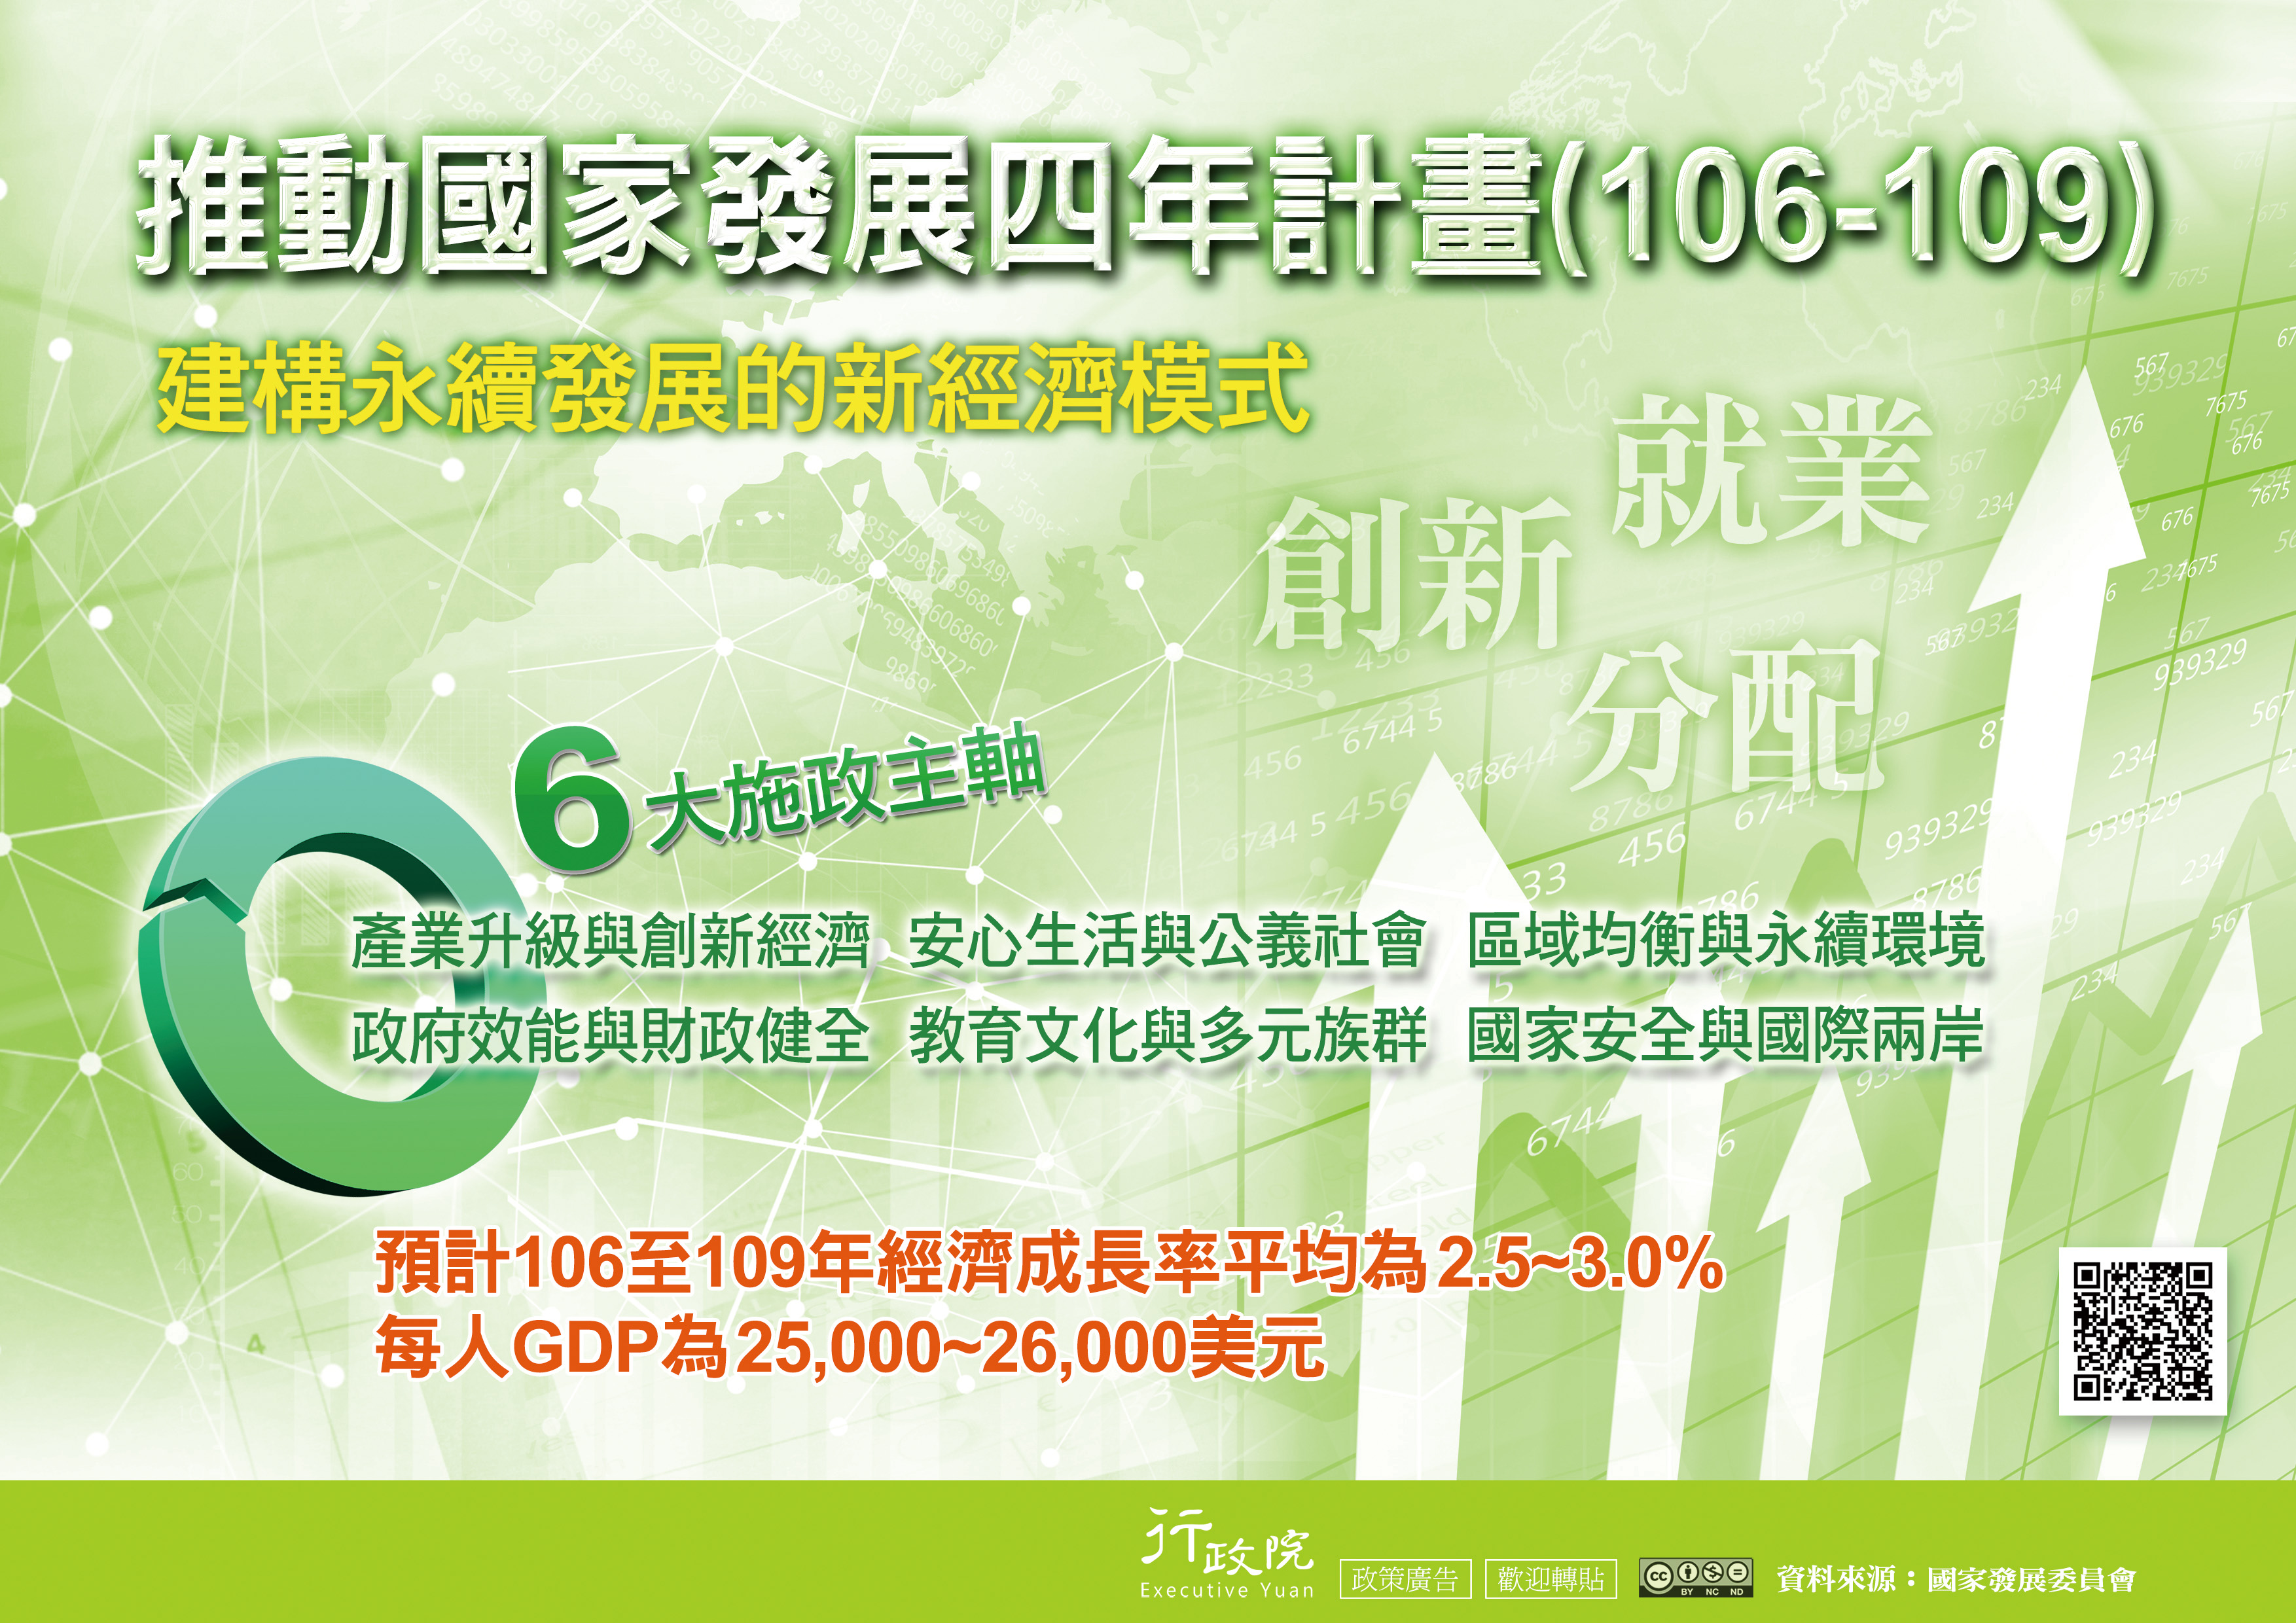 推動國家發展四年計畫(106-109)
建構永續發展的新經濟模式
就業
創新
分配
6大施政主軸
產業升級與創新經濟 安心生活與公義社會 區域均衡與永續環境
政府效能與財政健全 教育文化與多元族群 國家安全與國際兩岸
預計106至109年經濟成長率平均為2.5~3.0%
每人GDP為25,000~26,000美元
行政院
Executive Yuan
政策廣告 歡迎轉貼
cc BY NC ND
資料來源：國家發展委員會